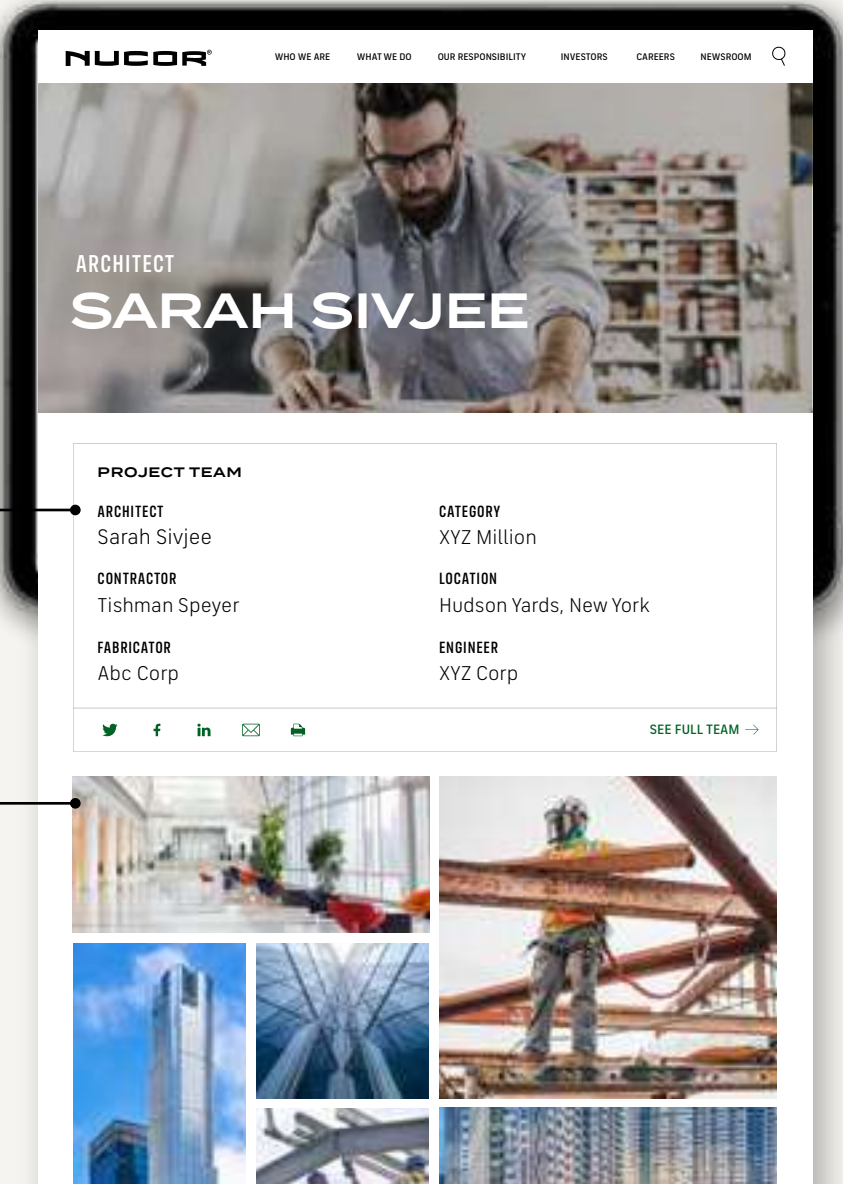 NUCOR®
WHO WE ARE WHAT WE DO OUR RESPONSIBILITY INVESTORS CAREERS NEWSROOM
ARCHITECT
SARAH SIVJEE
PROJECT TEAM
ARCHITECT
Sarah Sivjee
CATEGORY
XYZ Million
CONTRACTOR
Tishman Speyer
LOCATION
Hudson Yards, New York
FABRICATOR
Abc Corp
ENGINEER
XYZ Corp
SEE FULL TEAM